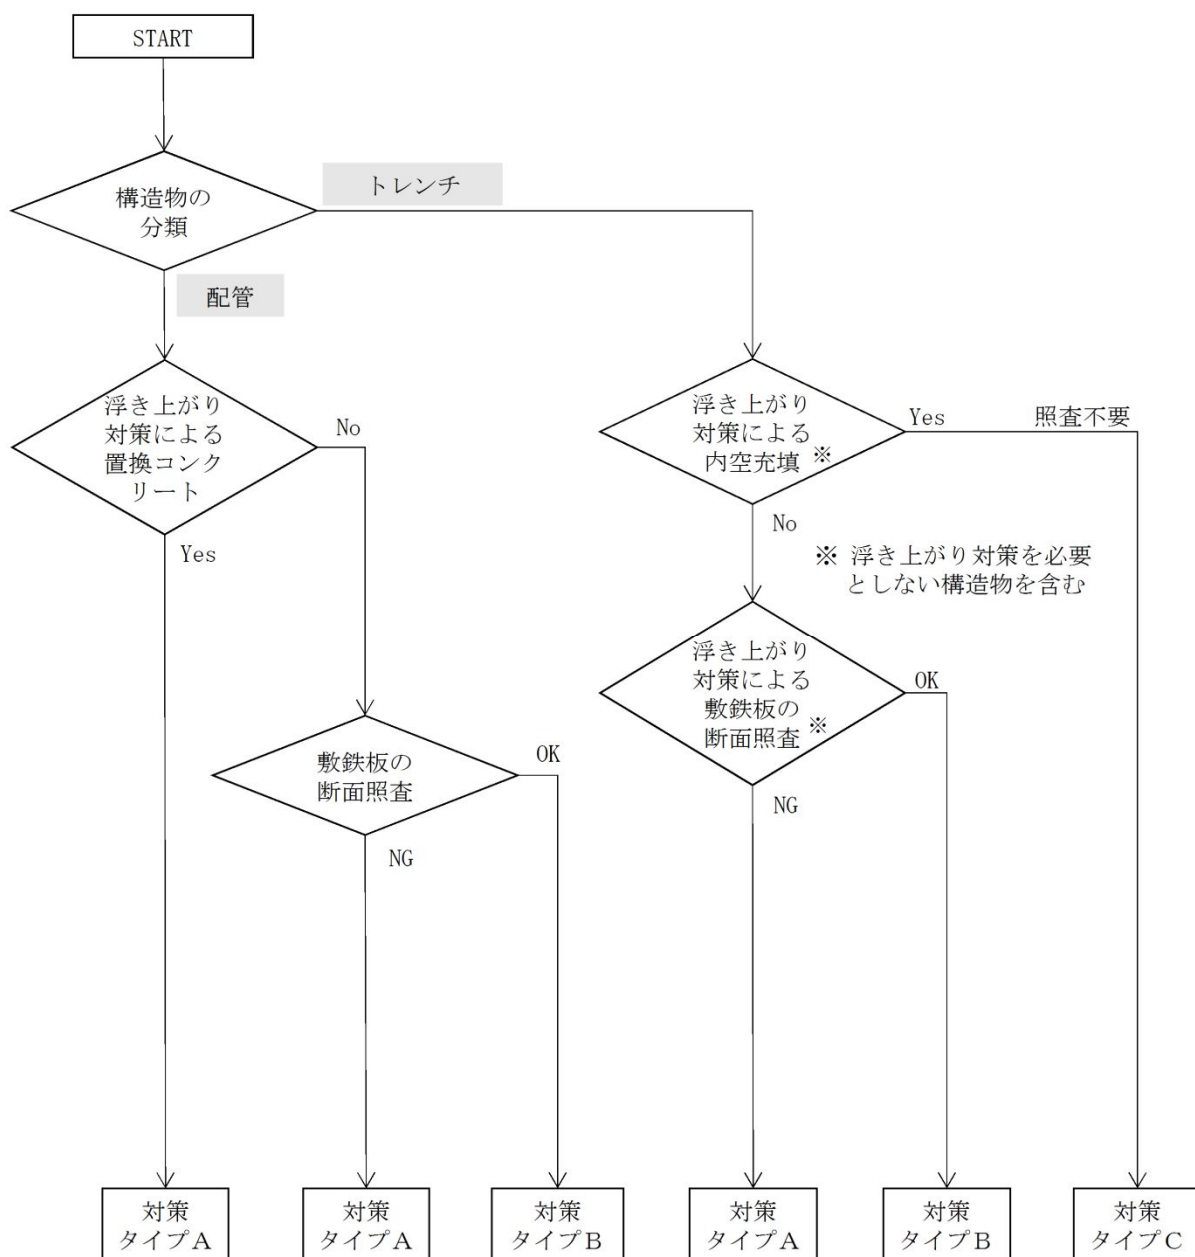 START
構造物の
分類
トレンチ
配管
浮き上がり
対策による
置換コンク
リート
No
Yes
浮き上がり
対策による
内空充填 ※
Yes
照査不要
No
※ 浮き上がり対策を必要
としない構造物を含む
浮き上がり
対策による
敷鉄板の
断面照査 ※
OK
NG
敷鉄板の
断面照査
OK
NG
対策
タイプA
対策
タイプA
対策
タイプB
対策
タイプA
対策
タイプB
対策
タイプC